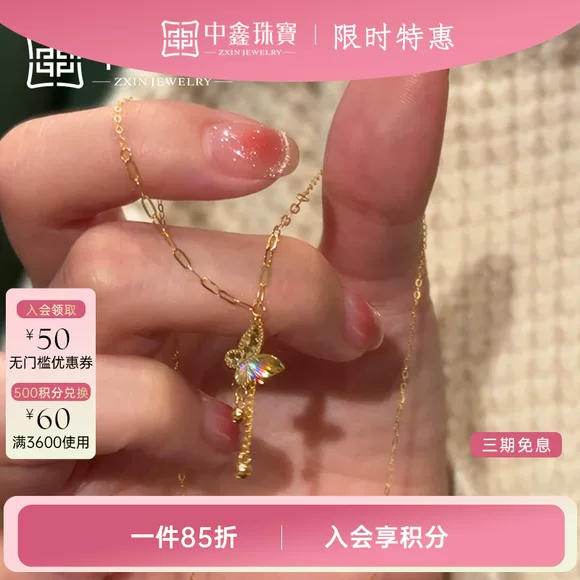 中鑫珠寶
ZXIN JEWELRY
限时特惠
ZXIN JEWELRY
入会领取
¥50
无门槛优惠券
500积分兑换
¥60
满3600使用
三期免息
一件85折
入会享积分